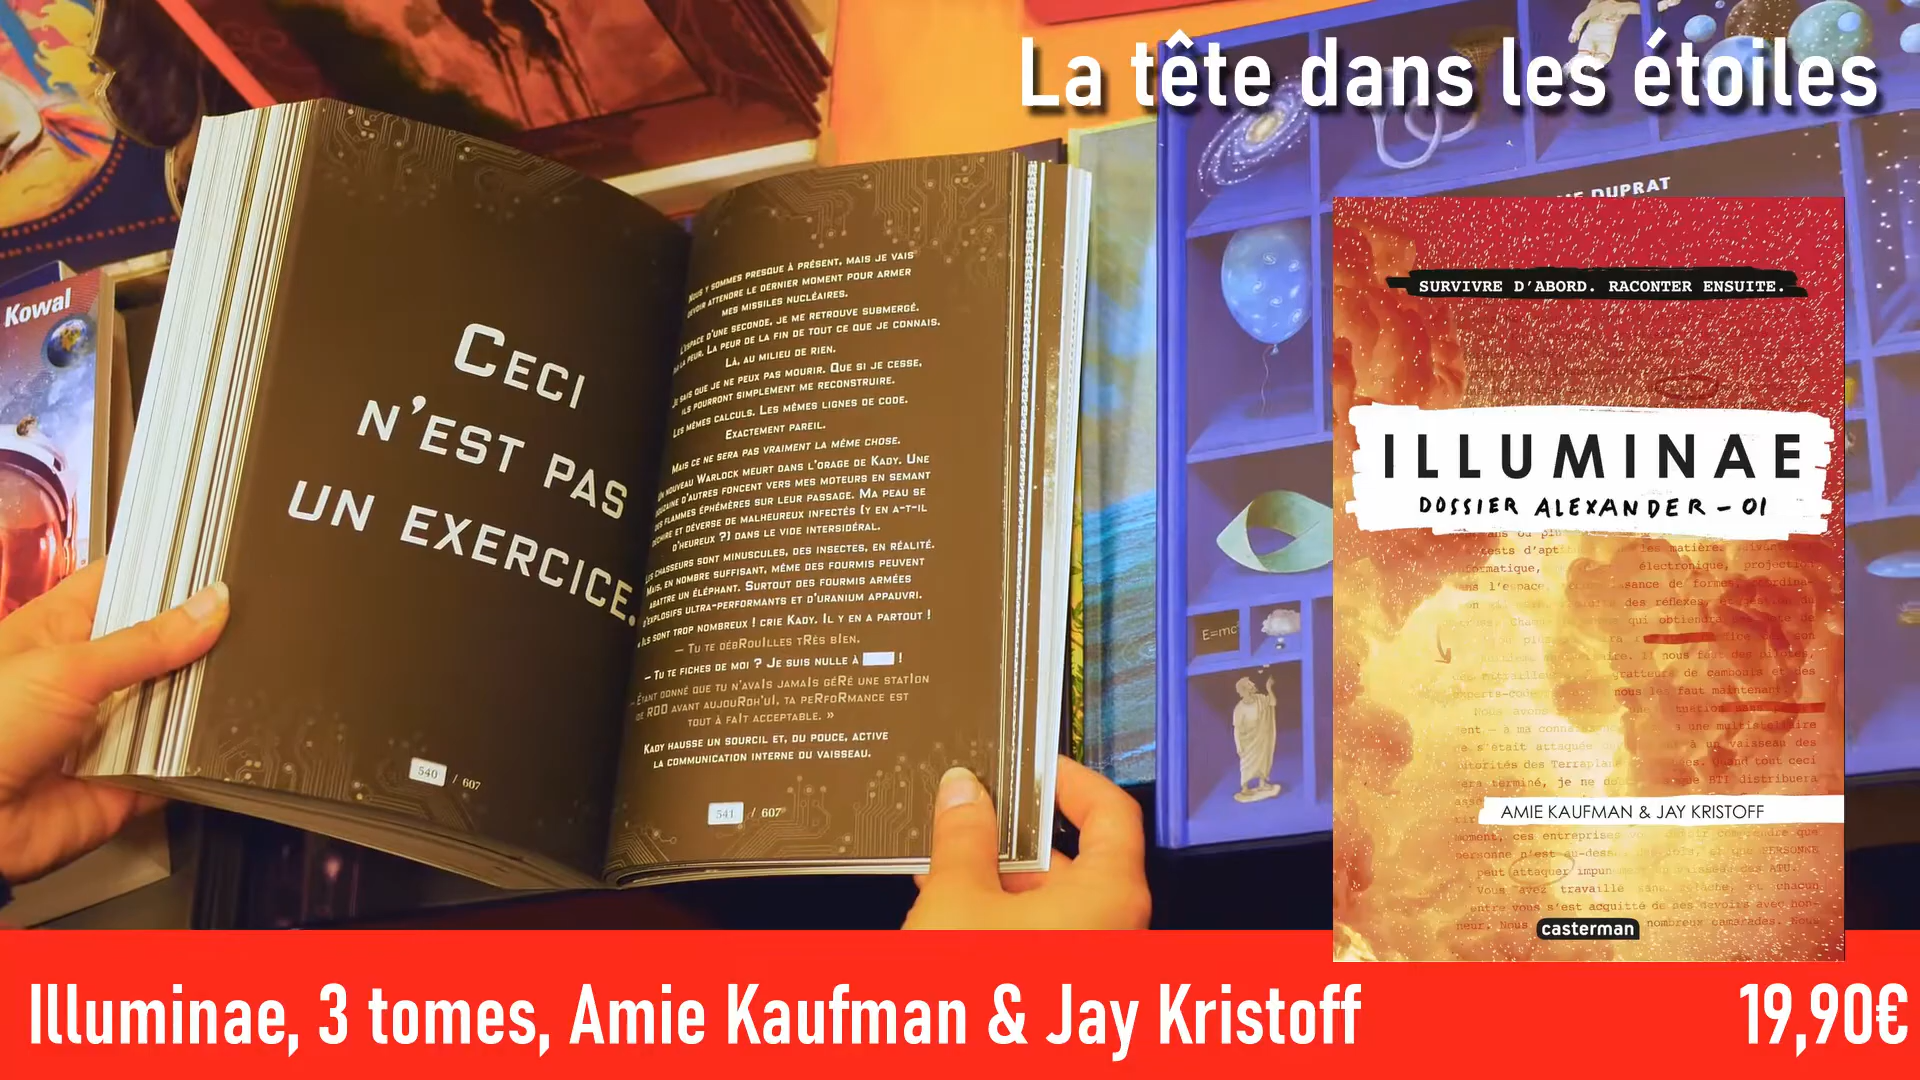 La tête dans les étoiles
Kowal
DUPRAT
Ceci
n'est pas
un exercice.
540 / 607
Nous y sommes presque à présent, mais je vais
devoir attendre le dernier moment pour armer
mes missiles nucléaires.
L'espace d'une seconde, je me retrouve submergé.
Par la peur. La peur de la fin de tout ce que je connais.
Là, au milieu de rien.
Je sais que je ne peux pas mourir. Que si je cesse,
ils pourront simplement me reconstruire.
Les mêmes calculs. Les mêmes lignes de code.
Exactement pareil.
Mais ce ne sera pas vraiment la même chose.
Un nouveau Warlock meurt dans l'orage de Kady. Une
douzaine d'autres foncent vers mes moteurs en semant
des flammes éphémères sur leur passage. Ma peau se
déchire et déverse de malheureux infectés (y en a-t-il
d'heureux ?) dans le vide intersidéral.
Les chasseurs sont minuscules, des insectes, en réalité.
Mais, en nombre suffisant, même des fourmis peuvent
abattre un éléphant. Surtout des fourmis armées
d'explosifs ultra-performants et d'uranium appauvri.
« Ils sont trop nombreux ! crie Kady. Il y en a partout !
— Tu te débrouilles très bien.
— Tu te fiches de moi ? Je suis nulle à !
— Étant donné que tu n'avais jamais géré une station
de ROD avant aujourd'hui, ta performance est
tout à fait acceptable. »
Kady hausse un sourcil et, du pouce, active
la communication interne du vaisseau.
541 / 607
E=mc²
SURVIVRE D'ABORD. RACONTER ENSUITE.
ILLUMINAE
DOSSIER ALEXANDER - 01
AMIE KAUFMAN & JAY KRISTOFF
casterman
Illuminae, 3 tomes, Amie Kaufman & Jay Kristoff
19,90€